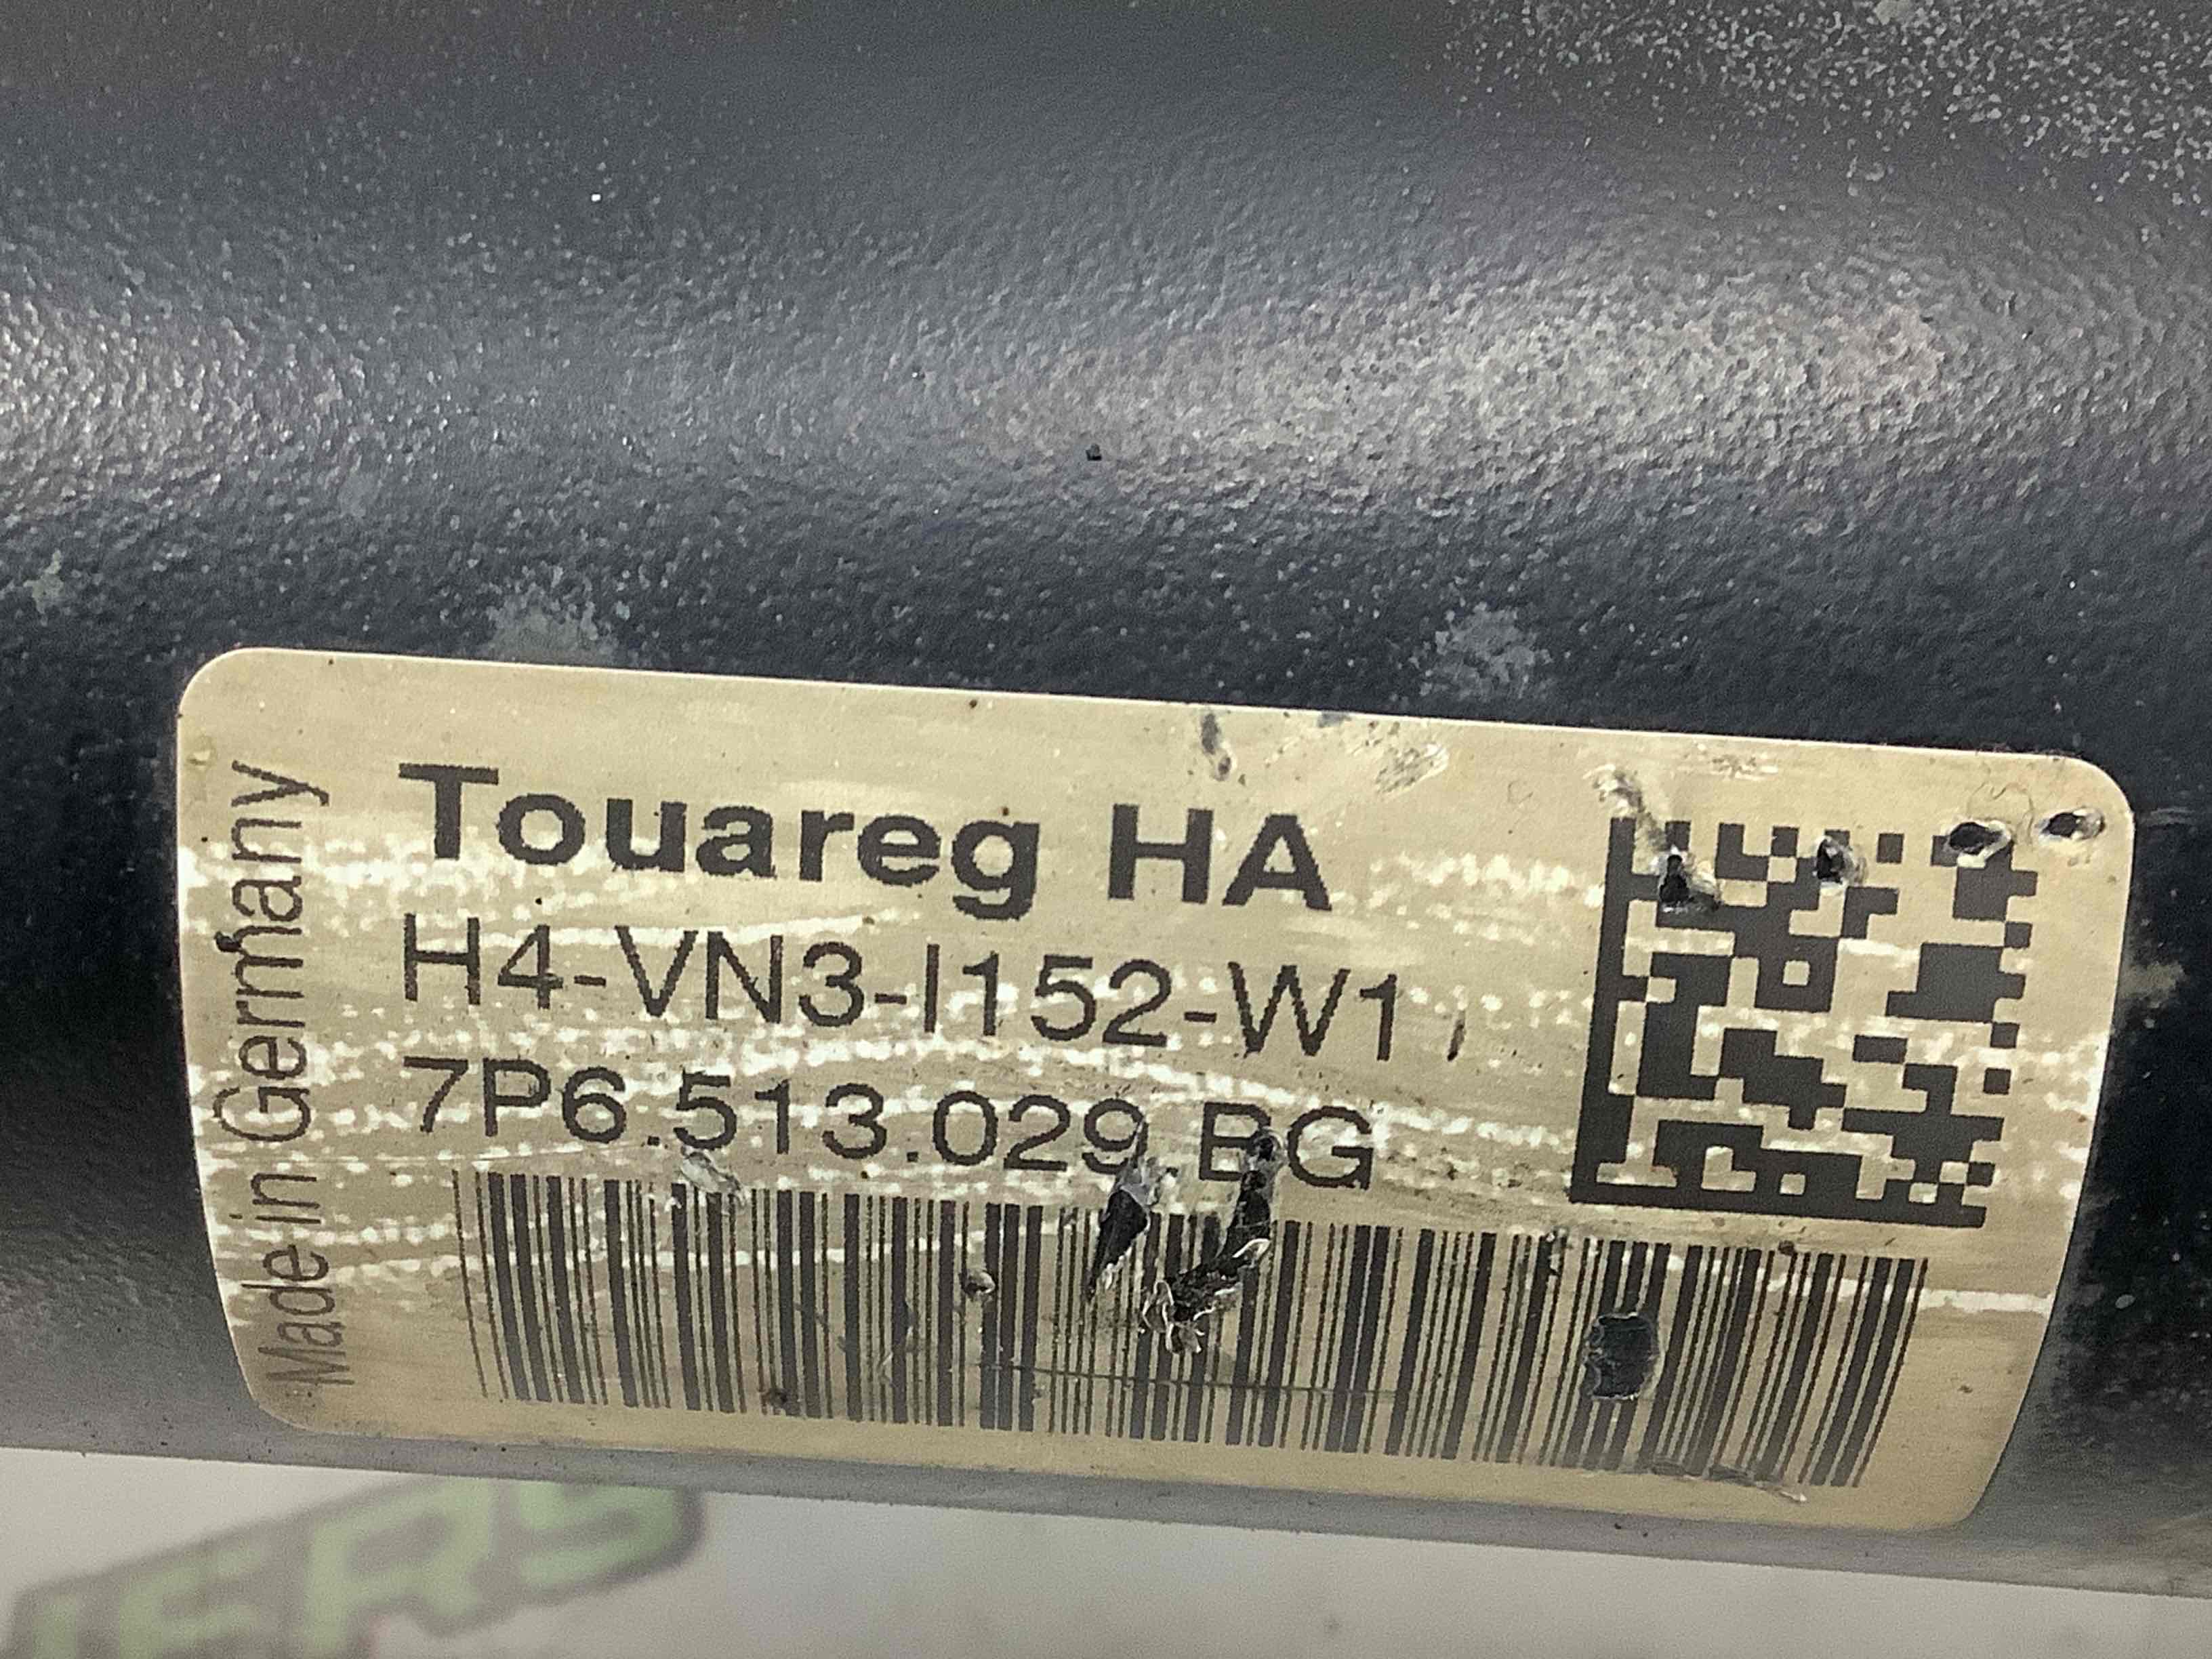 Made in Germany
Touareg HA
H4-VN3-I152-W1
7P6.513.029 BG